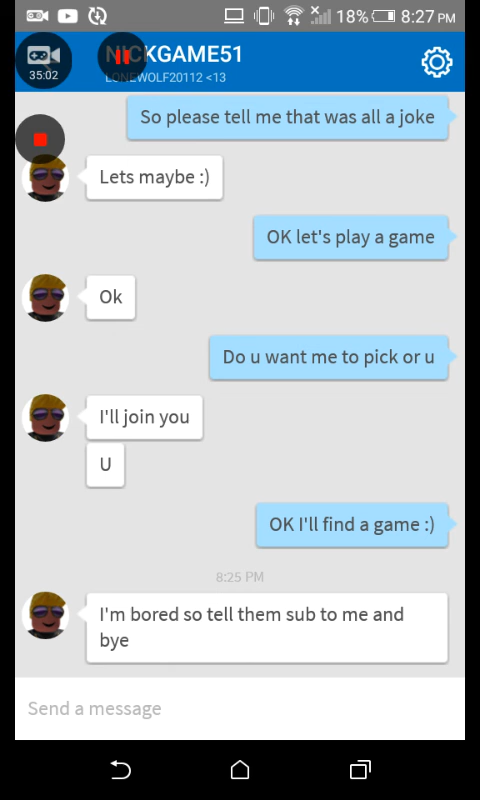 18% 8:27 PM
NICKGAME51
LONEWOLF20112 <13
35:02
So please tell me that was all a joke
Lets maybe :)
OK let's play a game
Ok
Do u want me to pick or u
I'll join you
U
OK I'll find a game :)
8:25 PM
I'm bored so tell them sub to me and
bye
Send a message